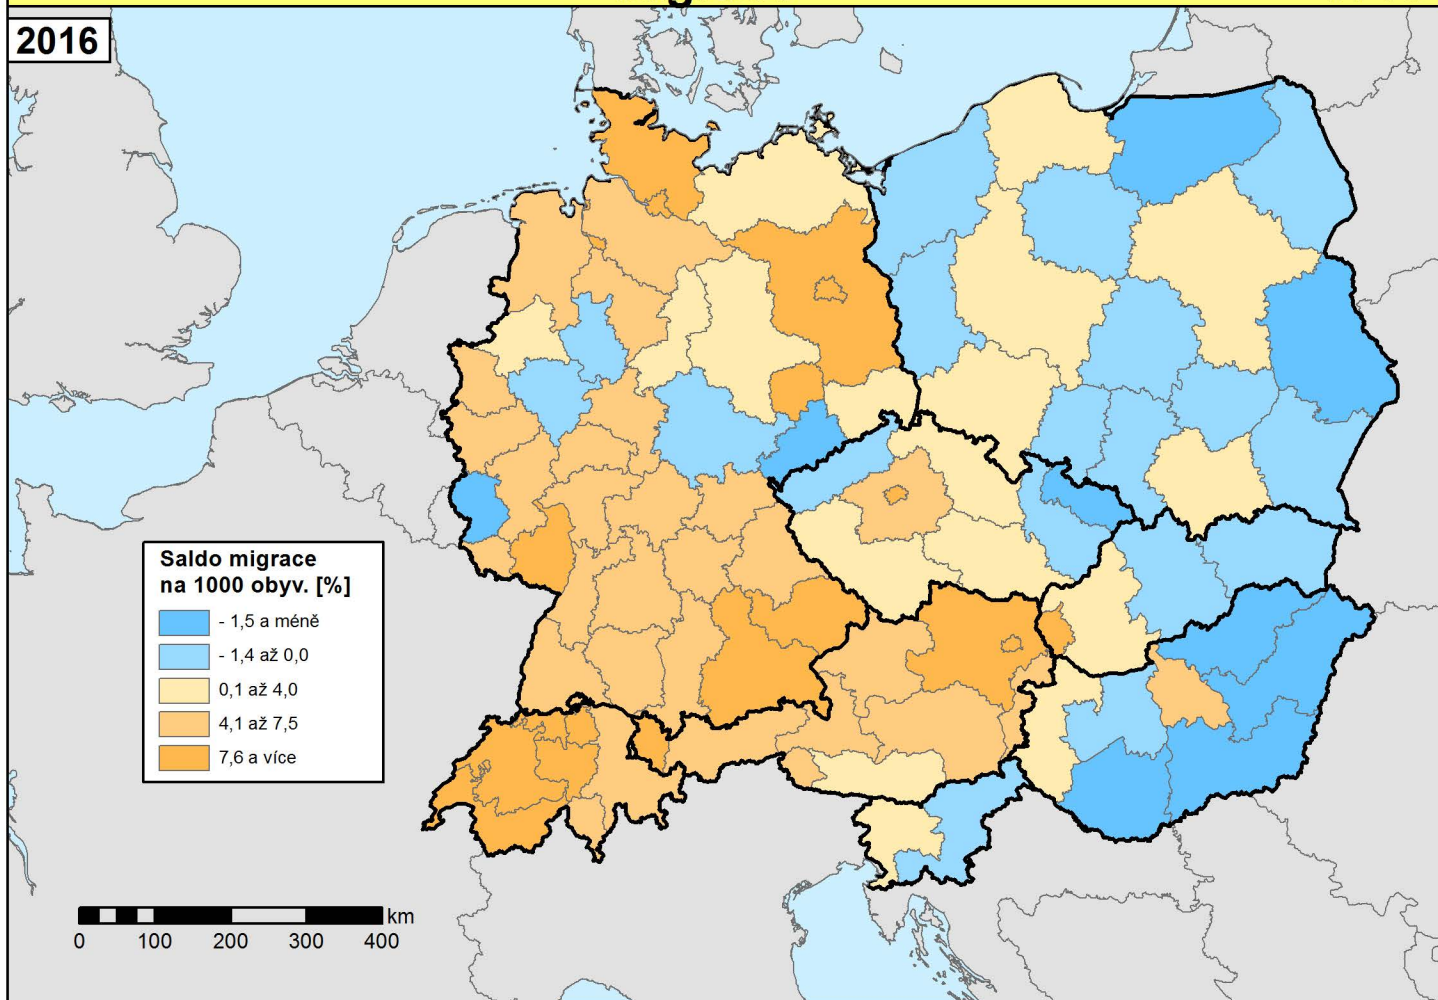 2016
Saldo migrace
na 1000 obyv. [%]
- 1,5 a méně
- 1,4 až 0,0
0,1 až 4,0
4,1 až 7,5
7,6 a více
km
0 100 200 300 400